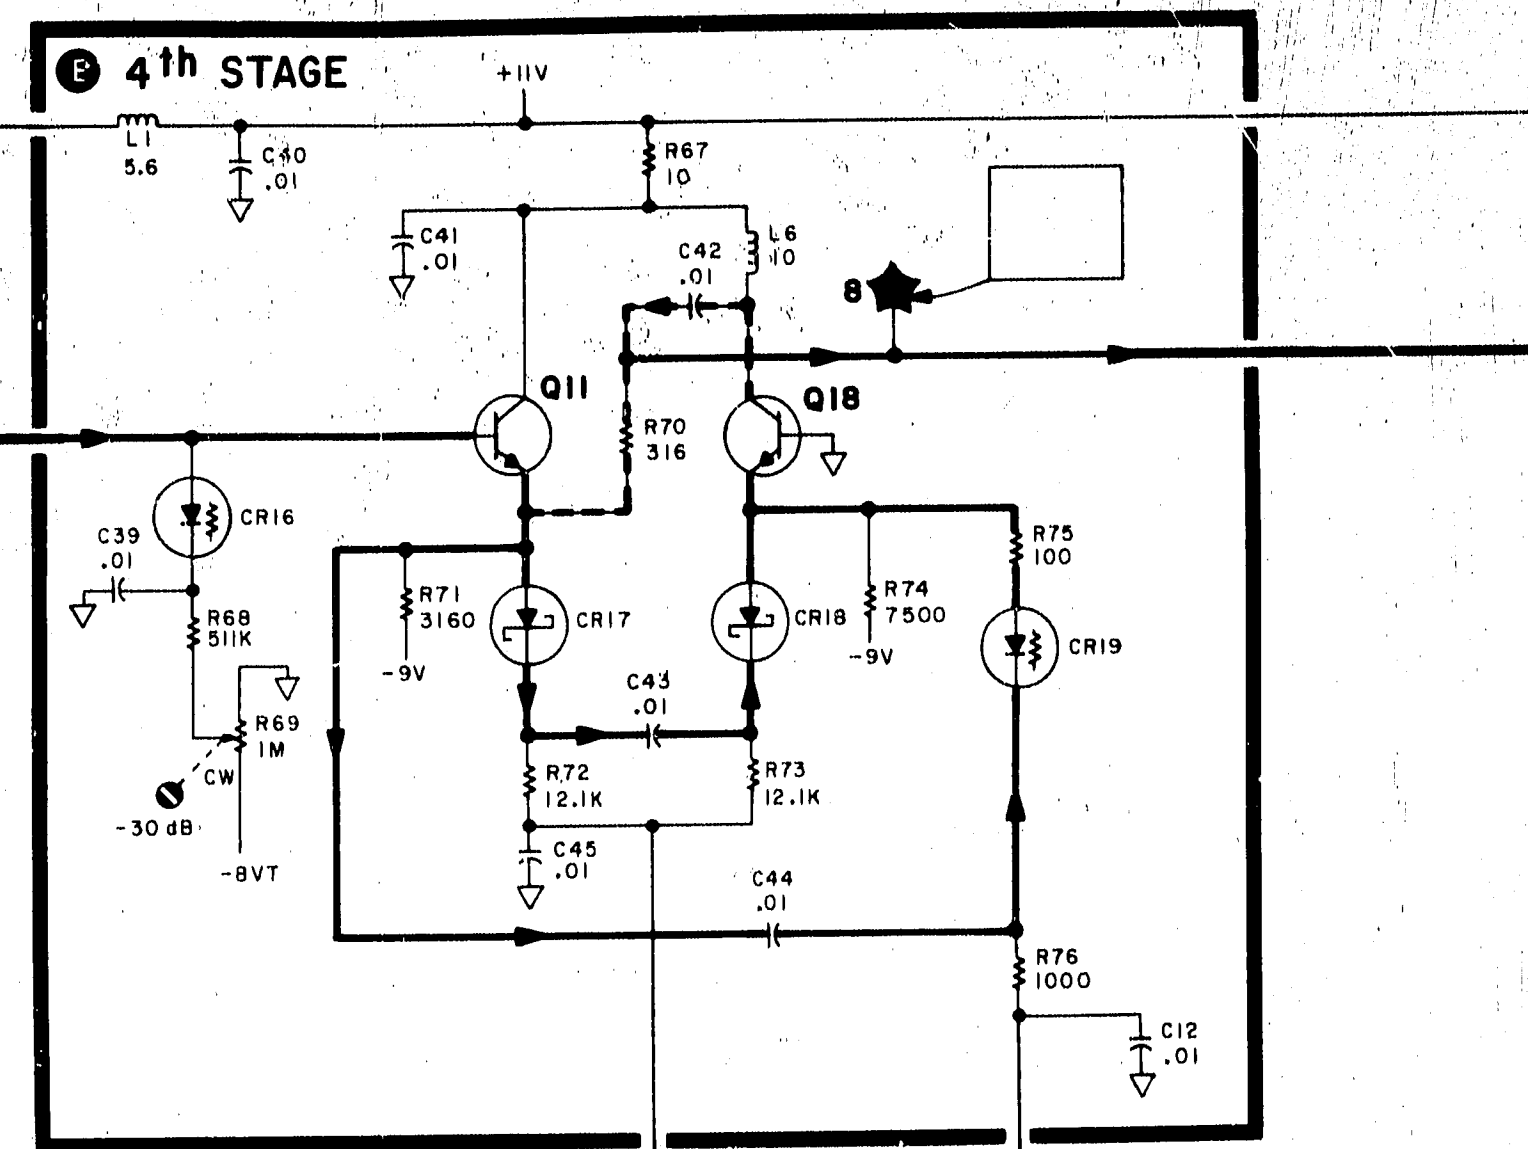 E 4th STAGE
+11V
L1
5.6
C40
.01
R67
10
C41
.01
C42
.01
L6
10
8
Q11
Q18
R70
316
CR16
C39
.01
R68
511K
R69
1M
CW
-30 dB
-8VT
R71
3160
-9V
CR17
CR18
R74
7500
-9V
R75
100
CR19
C43
.01
R72
12.1K
R73
12.1K
C45
.01
C44
.01
R76
1000
C12
.01